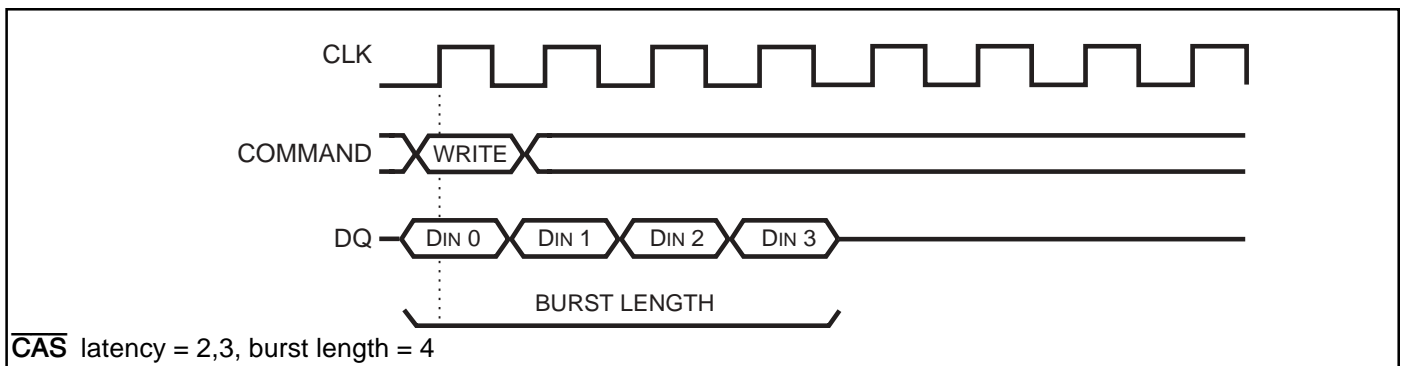 CLK
COMMAND WRITE
DQ DIN 0 DIN 1 DIN 2 DIN 3
BURST LENGTH
CAS latency = 2,3, burst length = 4